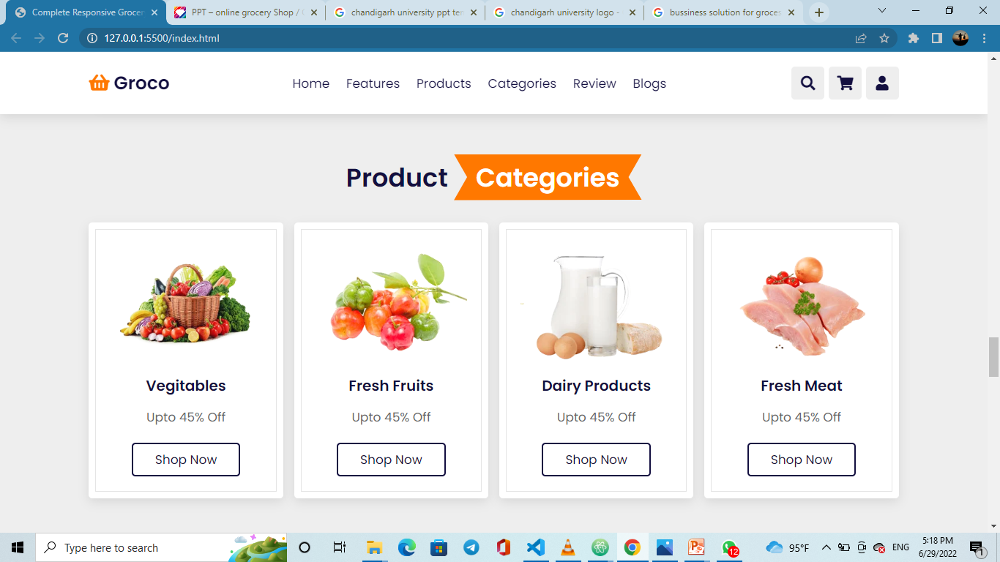 Complete Responsive Grocer
PPT – online grocery Shop /
chandigarh university ppt ten
chandigarh university logo -
bussiness solution for groces
127.0.0.1:5500/index.html
Groco
Home Features Products Categories Review Blogs
Product Categories
Vegitables
Upto 45% Off
Shop Now
Fresh Fruits
Upto 45% Off
Shop Now
Dairy Products
Upto 45% Off
Shop Now
Fresh Meat
Upto 45% Off
Shop Now
Type here to search
12
95°F
ENG
5:18 PM
6/29/2022
1